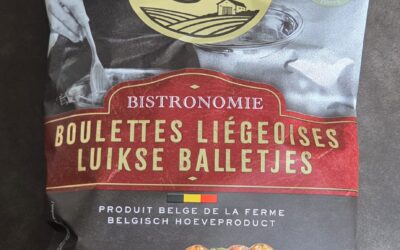 BISTRONOMIE
BOULETTES LIÉGEOISES
LUIKSE BALLETJES
PRODUIT BELGE DE LA FERME
BELGISCH HOEVEPRODUCT